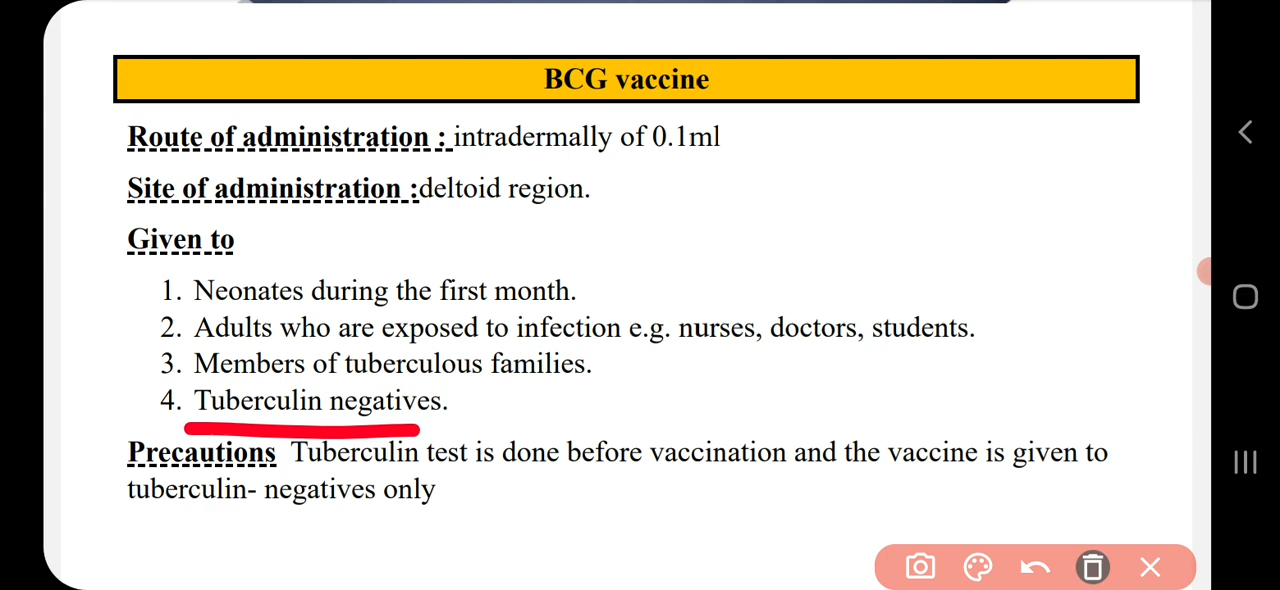 BCG vaccine
Route of administration : intradermally of 0.1ml
Site of administration :deltoid region.
Given to
1. Neonates during the first month.
2. Adults who are exposed to infection e.g. nurses, doctors, students.
3. Members of tuberculous families.
4. Tuberculin negatives.
Precautions Tuberculin test is done before vaccination and the vaccine is given to
tuberculin- negatives only